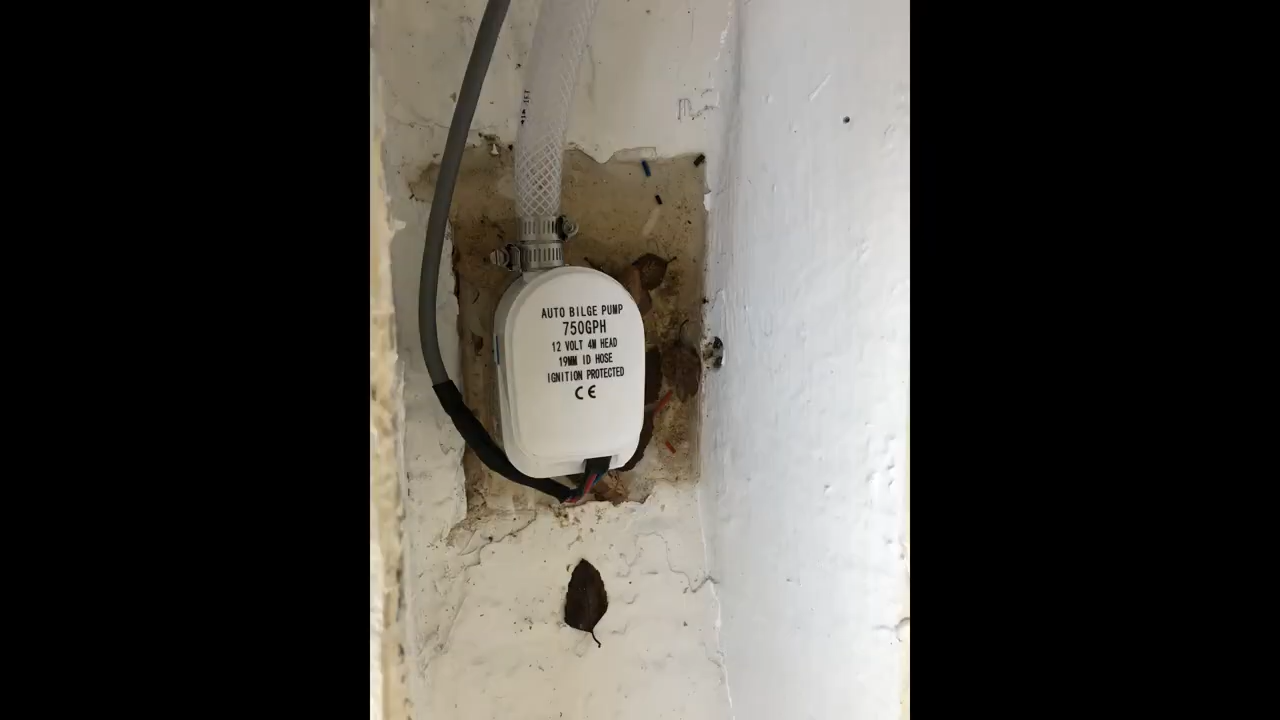 AUTO BILGE PUMP
750GPH
12 VOLT 4M HEAD
19MM ID HOSE
IGNITION PROTECTED
CE